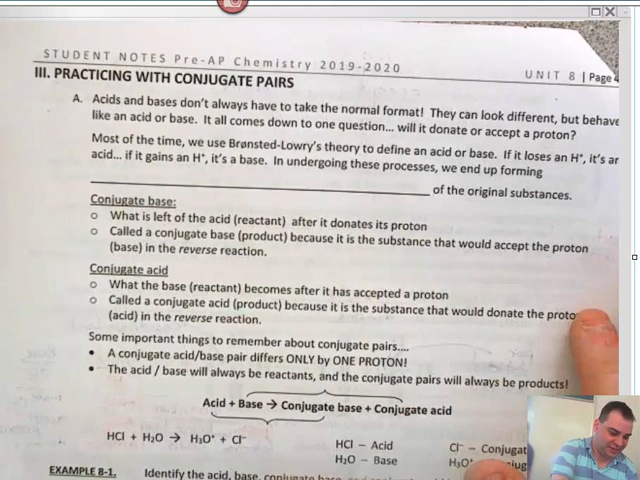 STUDENT NOTES Pre-AP Chemistry 2019-2020
UNIT 8 | Page 4
III. PRACTICING WITH CONJUGATE PAIRS
A. Acids and bases don't always have to take the normal format! They can look different, but behave
like an acid or base. It all comes down to one question... will it donate or accept a proton?
Most of the time, we use Brønsted-Lowry's theory to define an acid or base. If it loses an H⁺, it's an
acid... if it gains an H⁺, it's a base. In undergoing these processes, we end up forming
of the original substances.
Conjugate base:
o What is left of the acid (reactant) after it donates its proton
o Called a conjugate base (product) because it is the substance that would accept the proton
(base) in the reverse reaction.
Conjugate acid
o What the base (reactant) becomes after it has accepted a proton
o Called a conjugate acid (product) because it is the substance that would donate the proto
(acid) in the reverse reaction.
Some important things to remember about conjugate pairs....
• A conjugate acid/base pair differs ONLY by ONE PROTON!
• The acid / base will always be reactants, and the conjugate pairs will always be products!
Acid + Base → Conjugate base + Conjugate acid
HCl + H₂O → H₃O⁺ + Cl⁻
HCl – Acid
H₂O – Base
Cl⁻ – Conjugat
H₃O⁺
EXAMPLE 8-1. Identify the acid, base, conjugate base, and